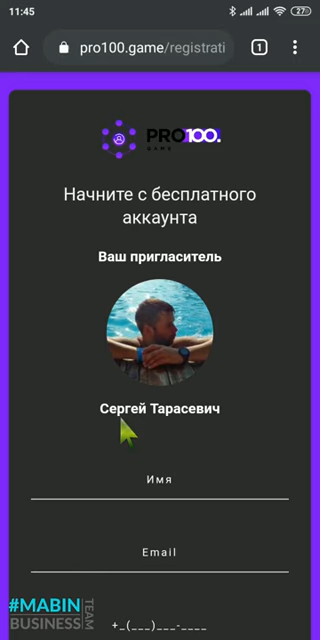 11:45
27
pro100.game/registrati
1
PRO100.
GAME
Начните с бесплатного
аккаунта
Ваш пригласитель
Сергей Тарасевич
Имя
Email
+_(___)___-____
#MABIN
BUSINESS
TEAM